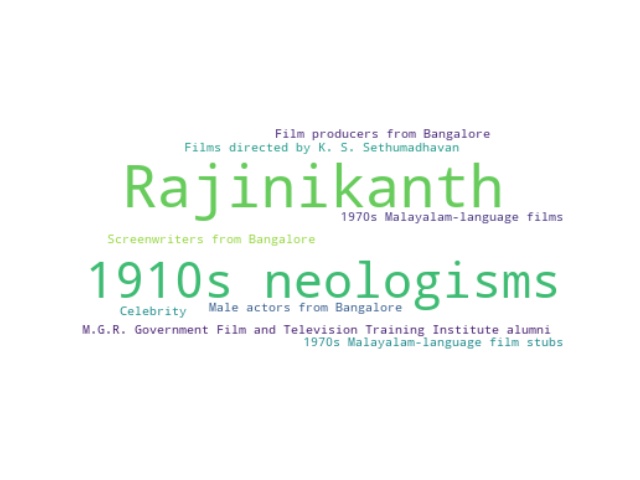 Film producers from Bangalore
Films directed by K. S. Sethumadhavan
Rajinikanth
1970s Malayalam-language films
Screenwriters from Bangalore
1910s neologisms
Celebrity
Male actors from Bangalore
M.G.R. Government Film and Television Training Institute alumni
1970s Malayalam-language film stubs